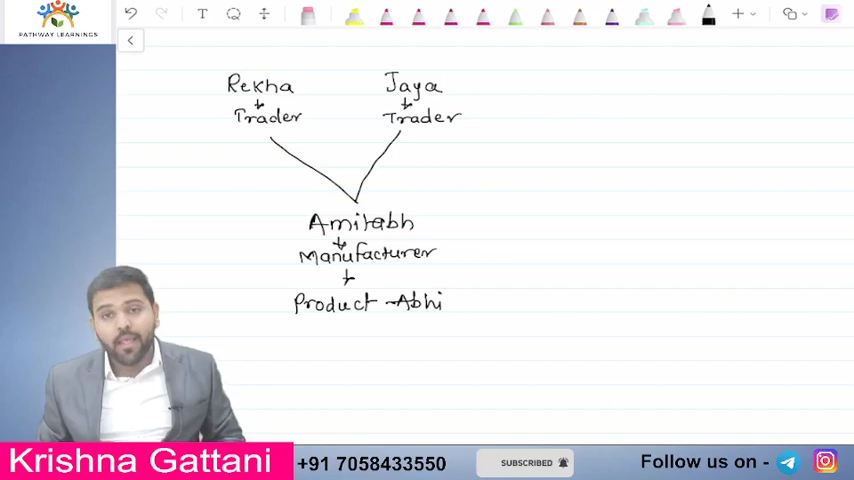 PATHWAY LEARNINGS
T
Rekha
Jaya
Trader
Trader
Amitabh
Manufacturer
Product - Abhi
Krishna Gattani
+91 7058433550
SUBSCRIBED
Follow us on -